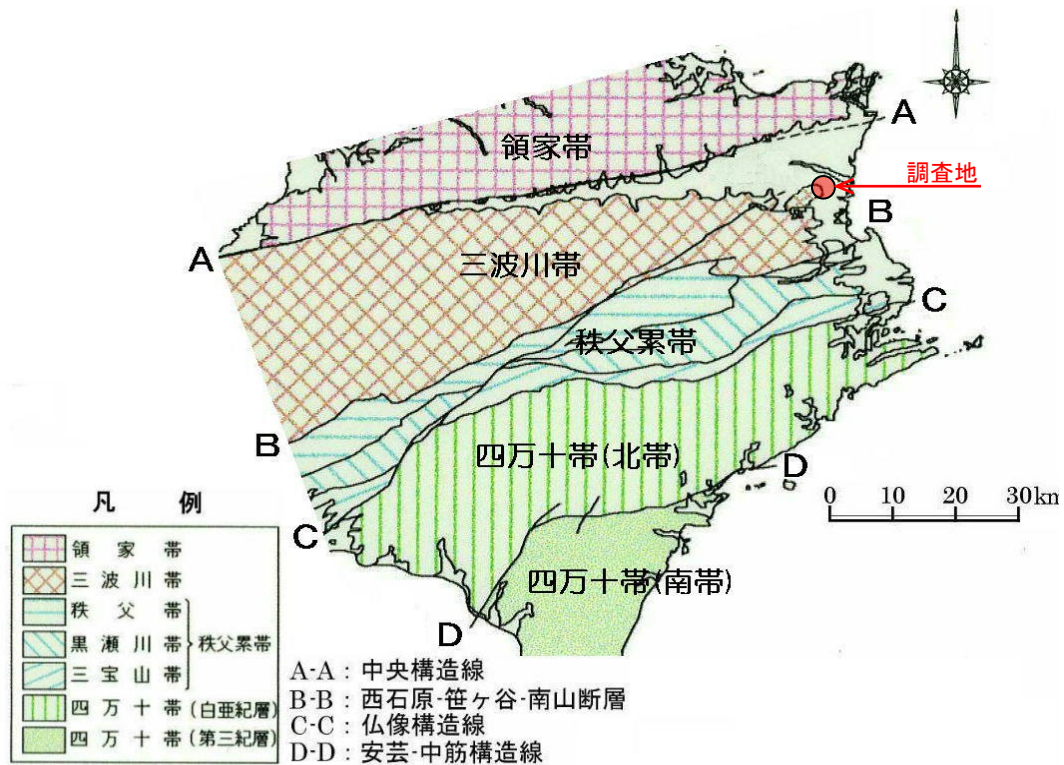 A
領家帯
調査地
B
A
三波川帯
C
秩父累帯
B
四万十帯(北帯)
D
0 10 20 30km
C
四万十帯(南帯)
D
凡 例
領 家 帯
三 波 川 帯
秩 父 帯
黒 瀬 川 帯
秩父累帯
三 宝 山 帯
四 万 十 帯 (白亜紀層)
四 万 十 帯 (第三紀層)
A-A：中央構造線
B-B：西石原-笹ヶ谷-南山断層
C-C：仏像構造線
D-D：安芸-中筋構造線